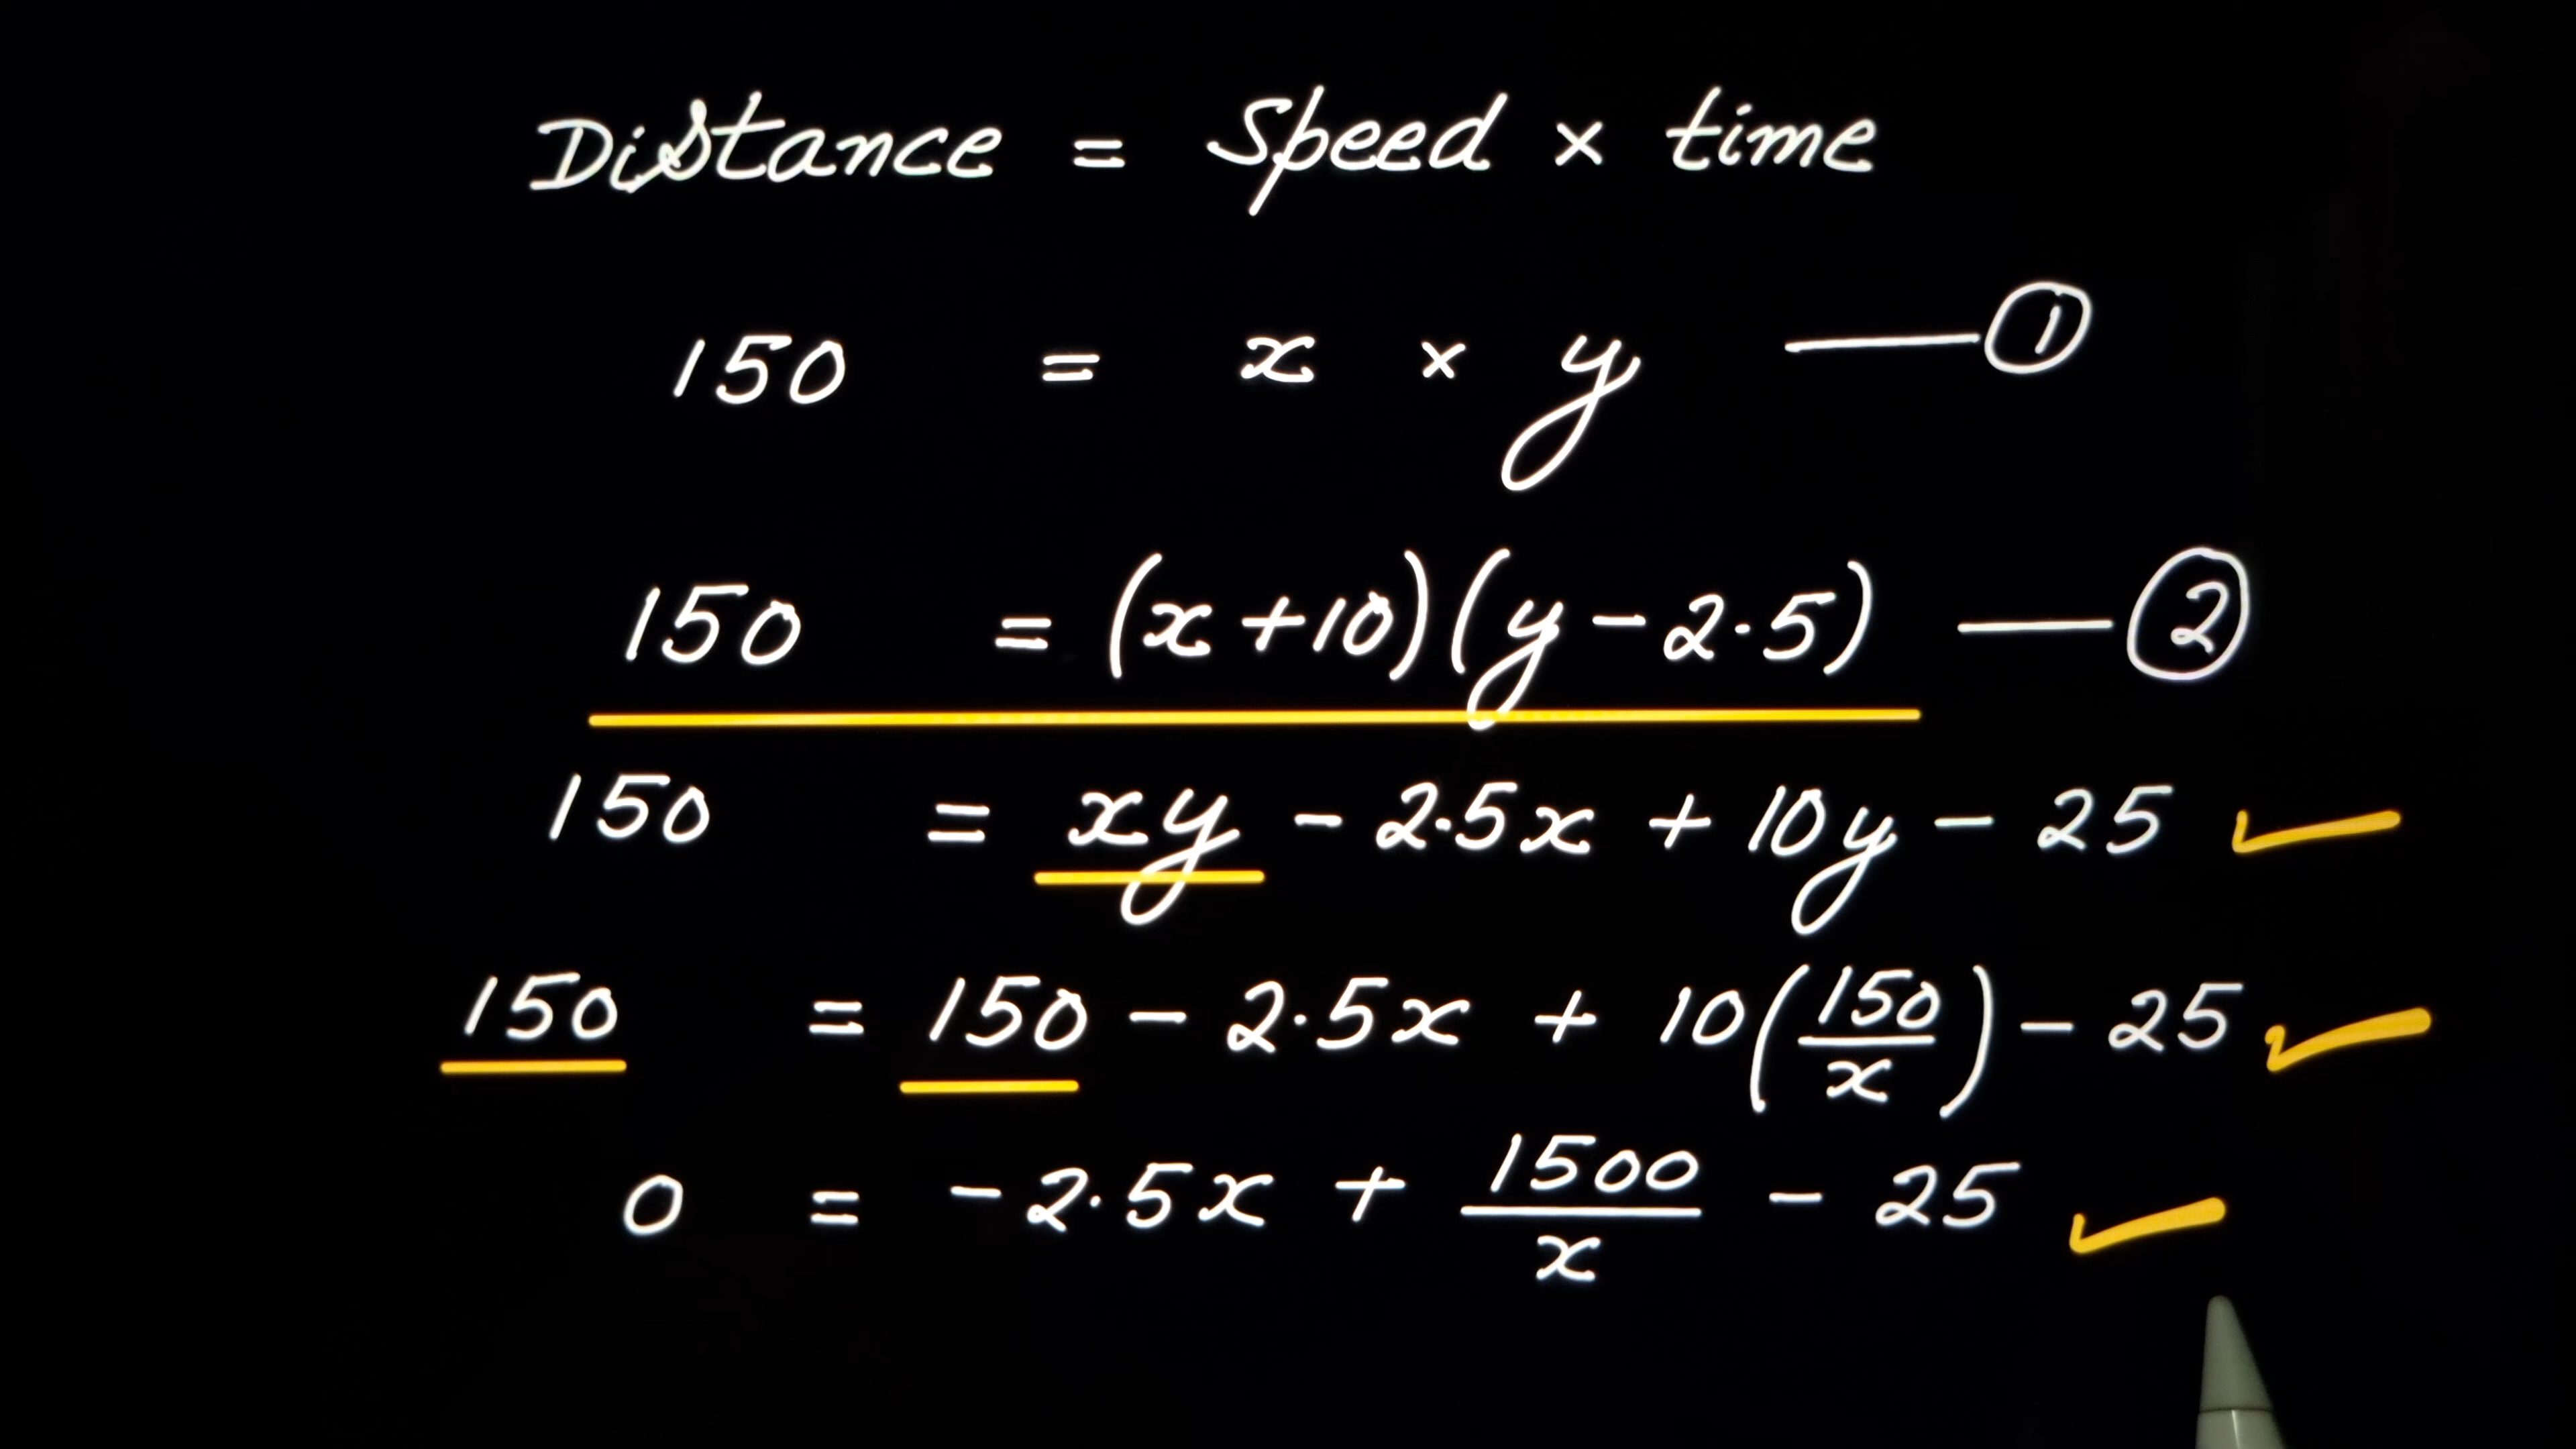 Distance = Speed × time
150 = x × y — ①
150 = (x+10)(y-2.5) — ②
150 = xy - 2.5x + 10y - 25
150 = 150 - 2.5x + 10(150/x) - 25
0 = -2.5x + 1500/x - 25